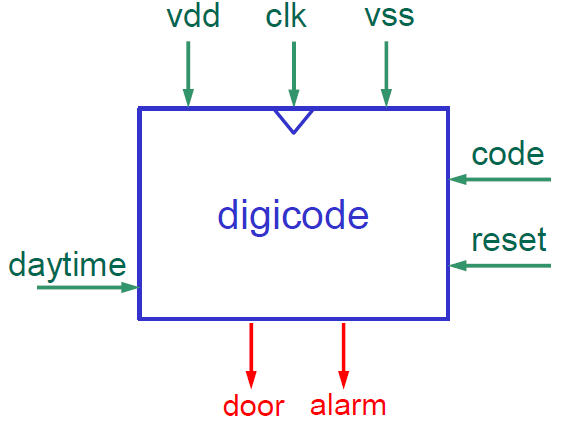 vdd clk vss
code
digicode
reset
daytime
door alarm